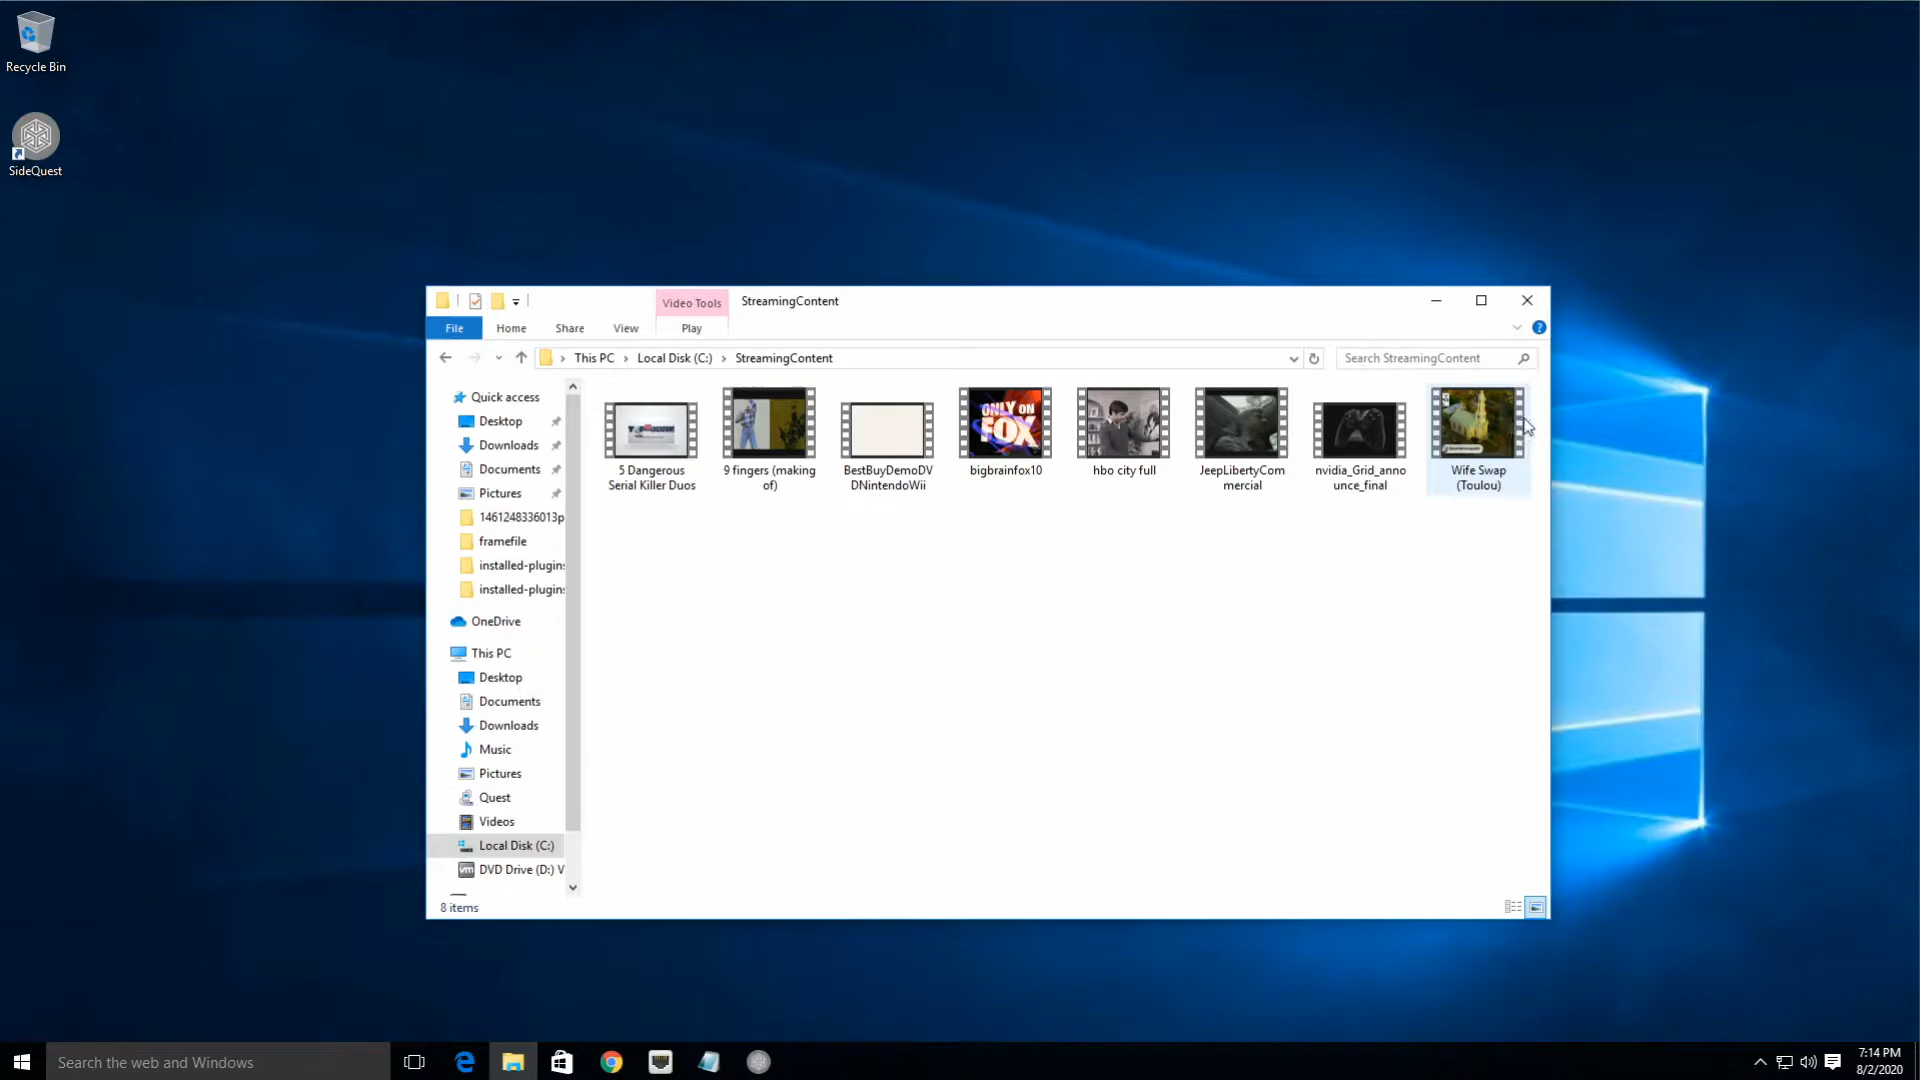 Recycle Bin
SideQuest
Video Tools
StreamingContent
File
Home
Share
View
Play
This PC
Local Disk (C:)
StreamingContent
Search StreamingContent
Quick access
Desktop
Downloads
Documents
Pictures
1461248336013p
framefile
installed-plugins
installed-plugins
OneDrive
This PC
Desktop
Documents
Downloads
Music
Pictures
Quest
Videos
Local Disk (C:)
DVD Drive (D:) V
5 Dangerous
Serial Killer Duos
9 fingers (making
of)
BestBuyDemoDV
DNintendoWii
ONLY ON
FOX
bigbrainfox10
hbo city full
JeepLibertyCom
mercial
nvidia_Grid_anno
unce_final
Wife Swap
(Toulou)
8 items
Search the web and Windows
7:14 PM
8/2/2020